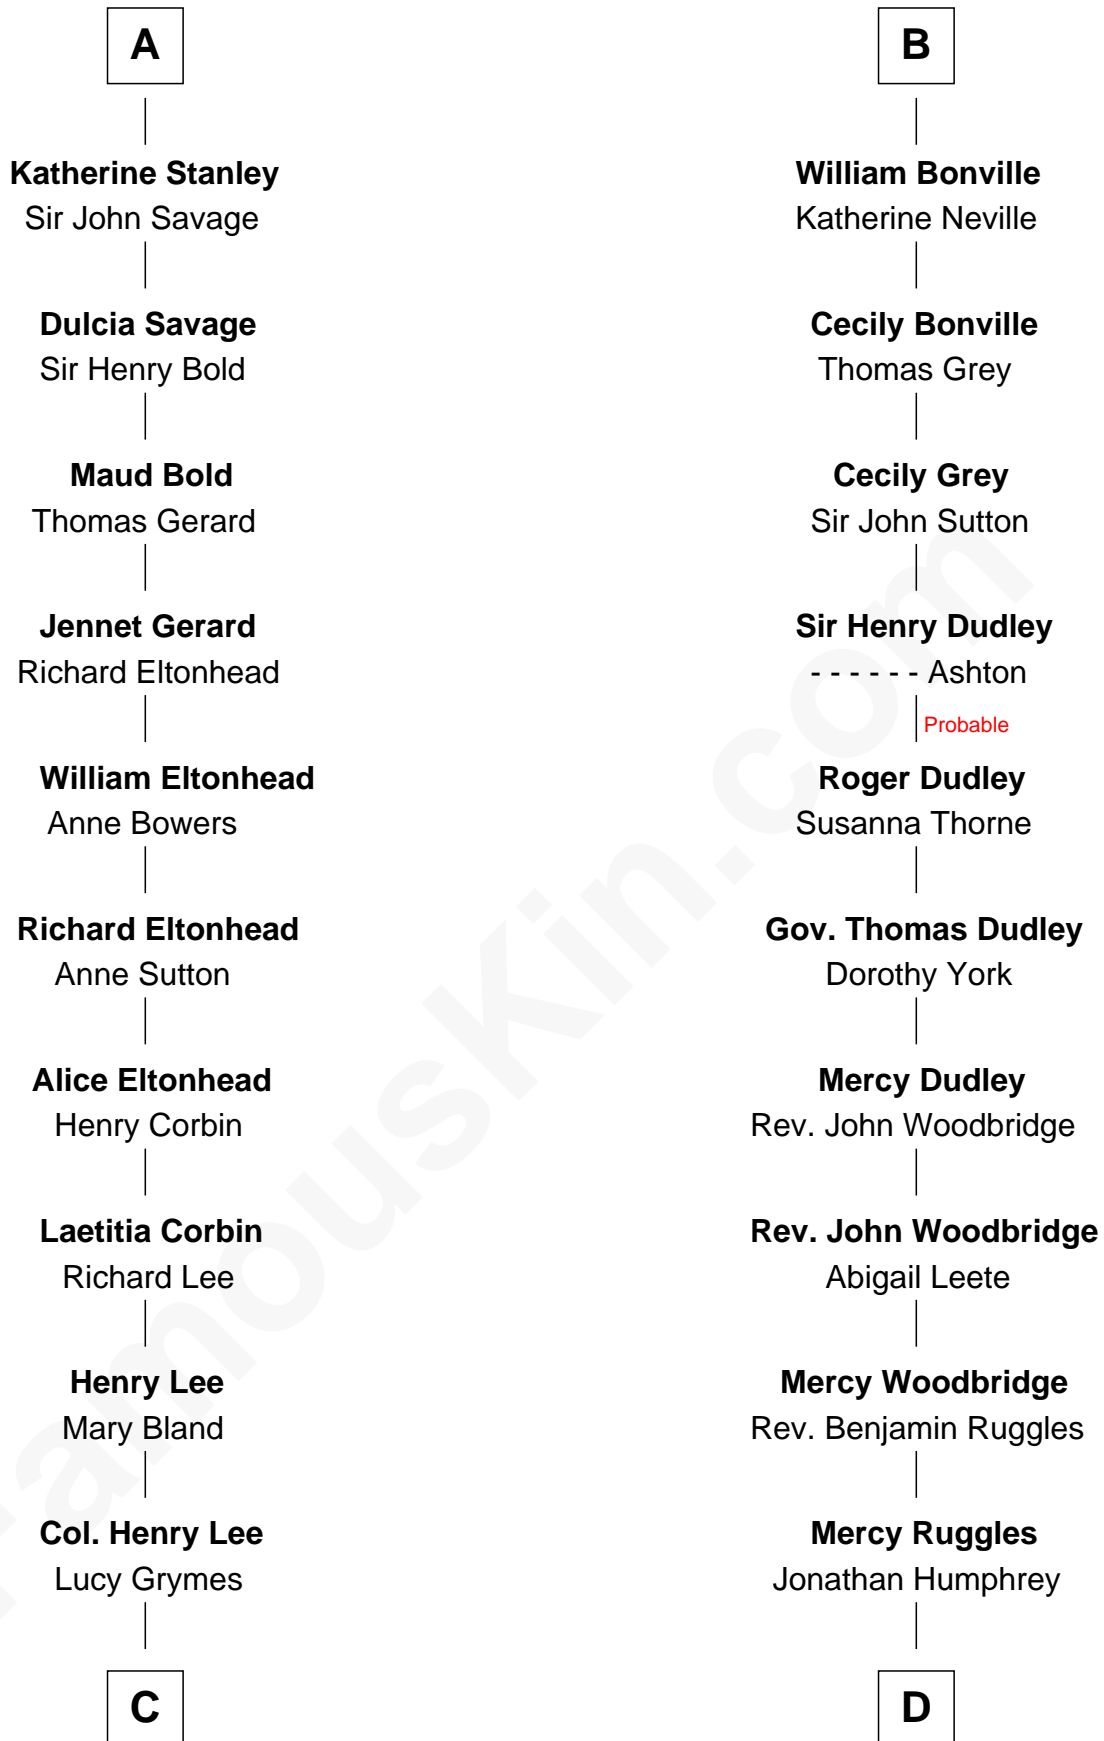 A
Katherine Stanley
Sir John Savage
Dulcia Savage
Sir Henry Bold
Maud Bold
Thomas Gerard
Jennet Gerard
Richard Eltonhead
William Eltonhead
Anne Bowers
Richard Eltonhead
Anne Sutton
Alice Eltonhead
Henry Corbin
Laetitia Corbin
Richard Lee
Henry Lee
Mary Bland
Col. Henry Lee
Lucy Grymes
C
B
William Bonville
Katherine Neville
Cecily Bonville
Thomas Grey
Cecily Grey
Sir John Sutton
Sir Henry Dudley
- - - - - - Ashton
Probable
Roger Dudley
Susanna Thorne
Gov. Thomas Dudley
Dorothy York
Mercy Dudley
Rev. John Woodbridge
Rev. John Woodbridge
Abigail Leete
Mercy Woodbridge
Rev. Benjamin Ruggles
Mercy Ruggles
Jonathan Humphrey
D
FamousKin.com